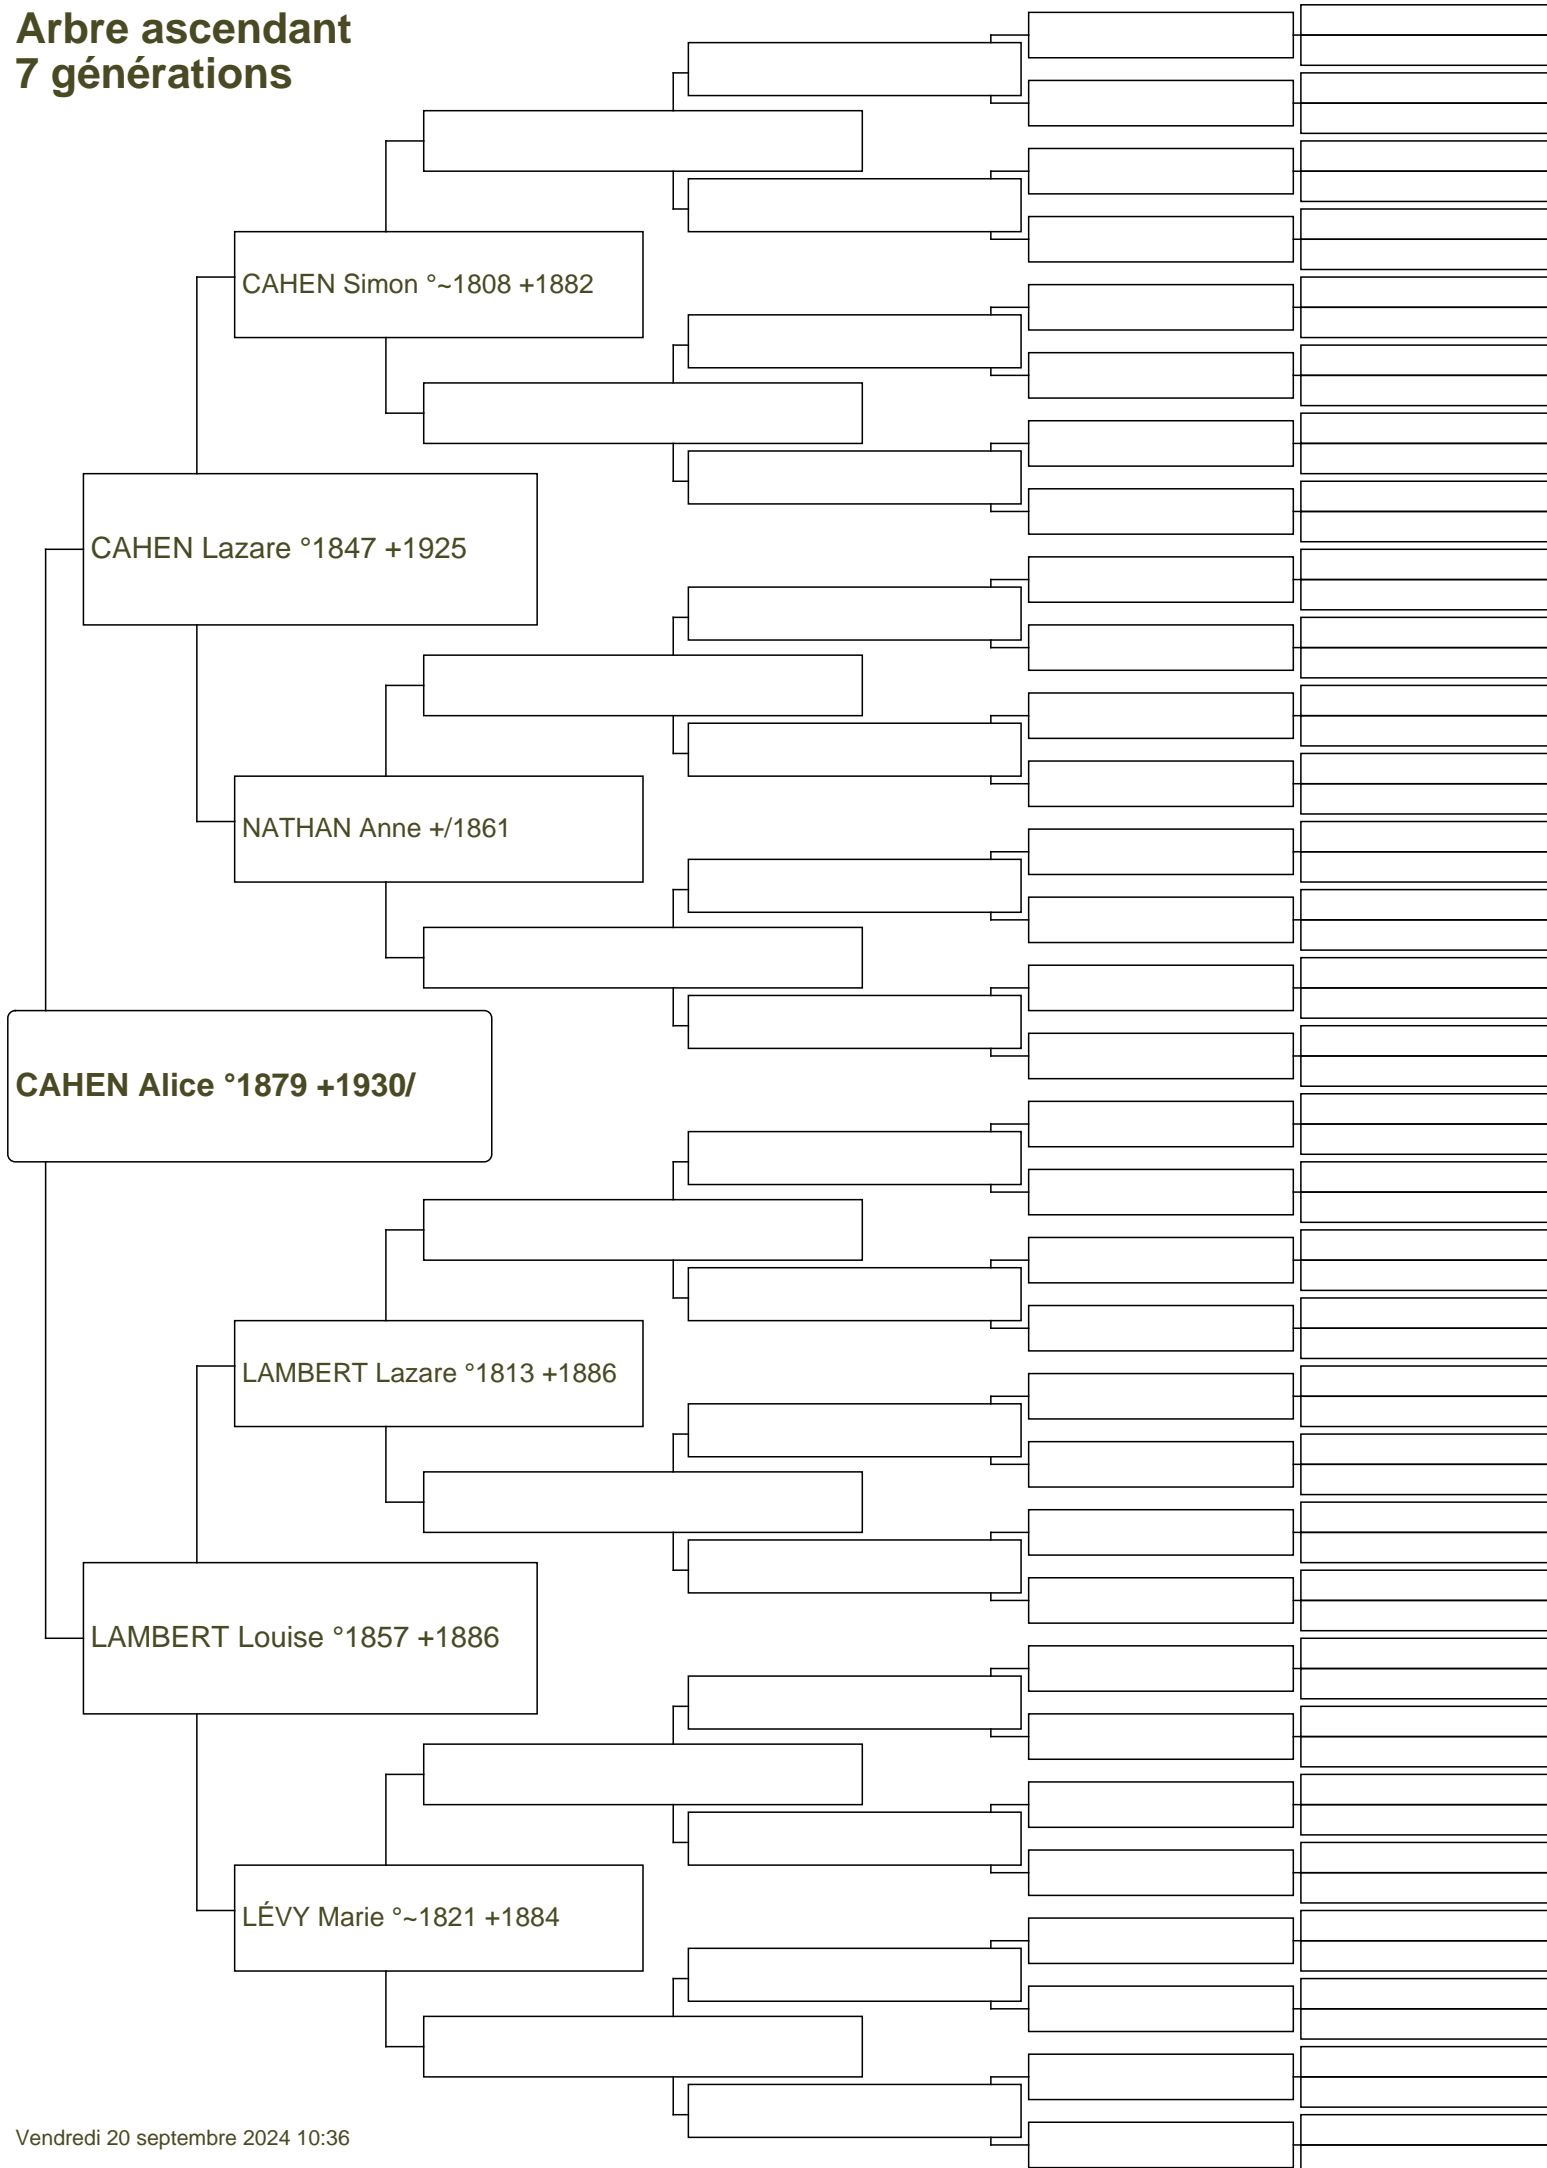 Arbre ascendant
7 générations
CAHEN Simon °~1808 +1882
CAHEN Lazare °1847 +1925
NATHAN Anne +/1861
CAHEN Alice °1879 +1930/
LAMBERT Lazare °1813 +1886
LAMBERT Louise °1857 +1886
LÉVY Marie °~1821 +1884
Vendredi 20 septembre 2024 10:36